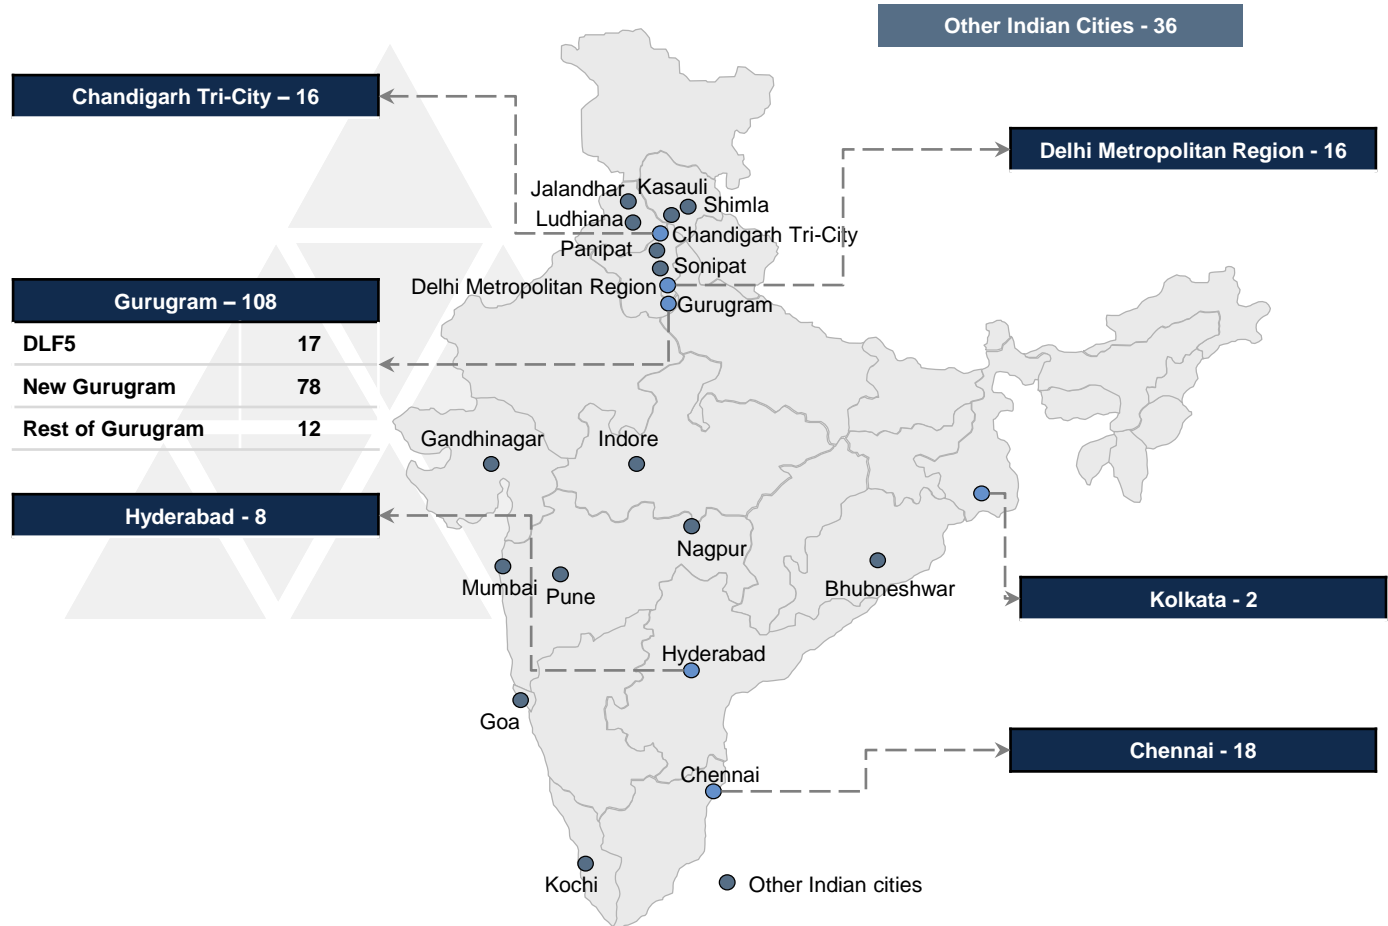 Other Indian Cities - 36
Chandigarh Tri-City – 16
Delhi Metropolitan Region - 16
Jalandhar Kasauli
Shimla
Ludhiana
Chandigarh Tri-City
Panipat
Sonipat
Delhi Metropolitan Region
Gurugram
Gurugram – 108
DLF5 17
New Gurugram 78
Rest of Gurugram 12
Gandhinagar Indore
Hyderabad - 8
Nagpur
Mumbai Pune
Bhubneshwar
Kolkata - 2
Hyderabad
Goa
Chennai - 18
Chennai
Kochi
Other Indian cities